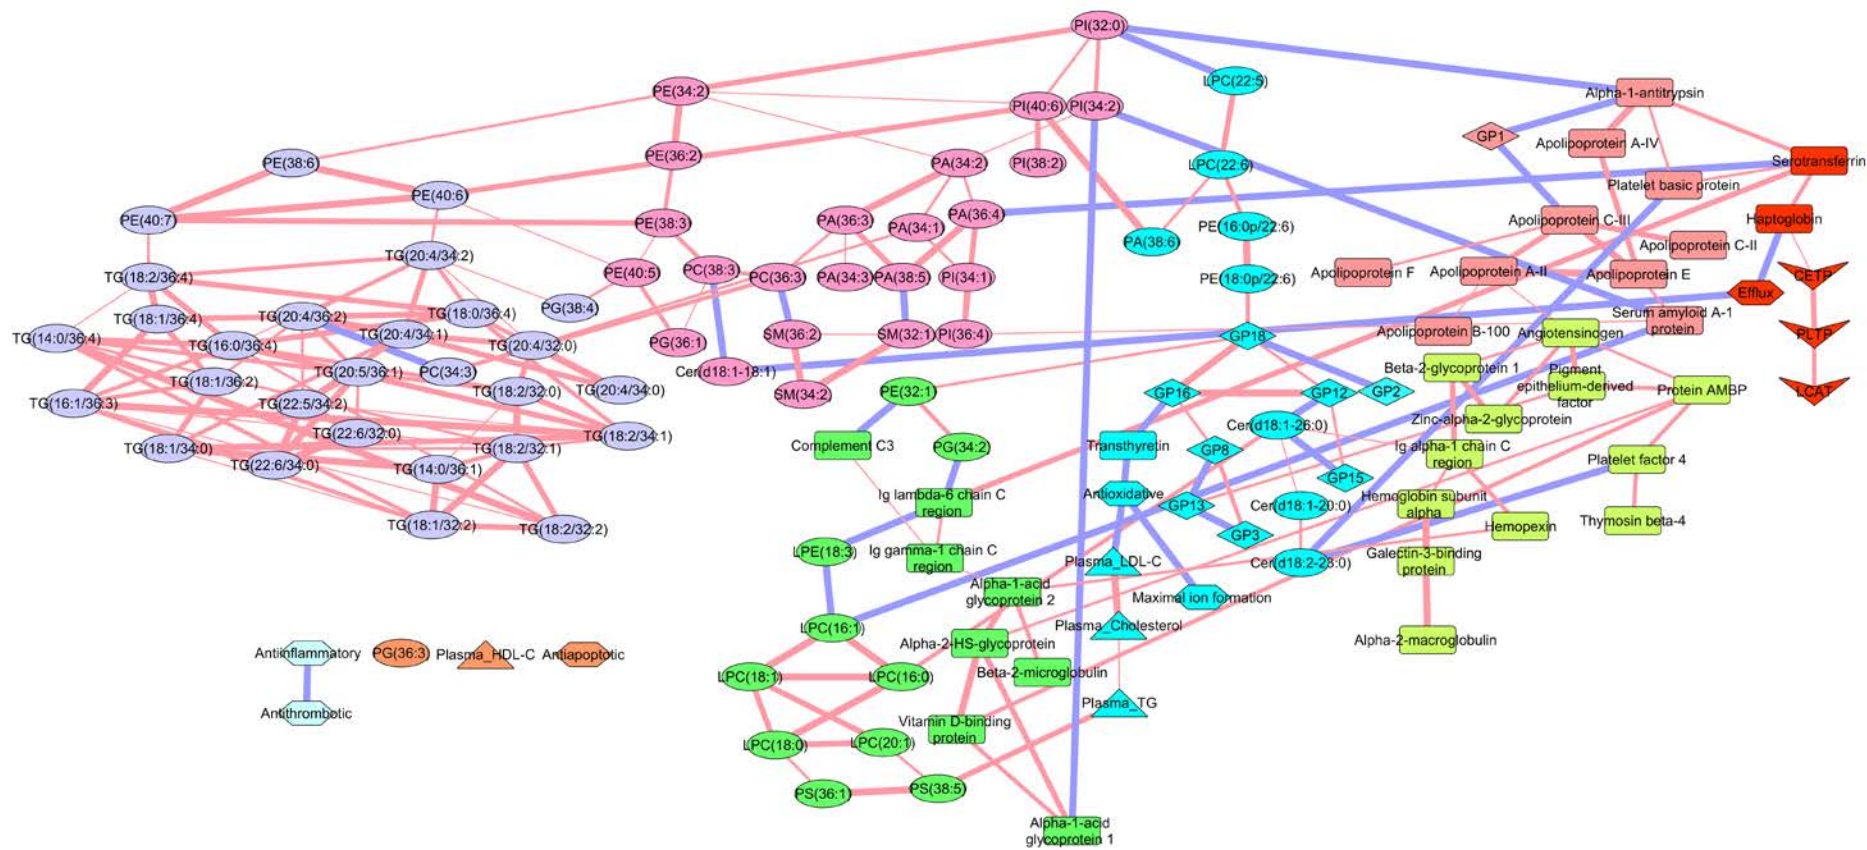 PI(32:0)
LPC(22:5)
PE(34:2)
Alpha-1-antitrypsin
PI(40:6)
PI(34:2)
GP1
Apolipoprotein A-IV
PE(38:6)
PE(36:2)
PA(34:2)
PI(38:2)
LPC(22:6)
Serotransferrin
Platelet basic protein
PE(40:6)
PE(40:7)
PE(38:3)
PA(36:3)
PA(34:1)
PA(36:4)
PE(16:0p/22:6)
PA(38:6)
Apolipoprotein C-III
Haptoglobin
Apolipoprotein C-II
TG(20:4/34:2)
TG(18:2/36:4)
PE(40:5)
PC(38:3)
PC(36:3)
PA(34:3)
PA(38:5)
PI(34:1)
PE(18:0p/22:6)
Apolipoprotein F
Apolipoprotein A-II
Apolipoprotein E
CETP
Efflux
PG(38:4)
TG(18:1/36:4)
TG(20:4/36:2)
TG(18:0/36:4)
TG(14:0/36:4)
TG(16:0/36:4)
TG(20:4/34:1)
TG(20:4/32:0)
PG(36:1)
SM(36:2)
SM(32:1)
PI(36:4)
GP18
Apolipoprotein B-100
Angiotensinogen
Serum amyloid A-1
protein
PLTP
TG(18:1/36:2)
TG(20:5/36:1)
PC(34:3)
TG(18:2/32:0)
TG(20:4/34:0)
Cer(d18:1-18:1)
SM(34:2)
PE(32:1)
GP16
GP12
GP2
Beta-2-glycoprotein 1
Pigment
epithelium-derived
factor
Protein AMBP
LCAT
TG(16:1/36:3)
TG(22:5/34:2)
TG(22:6/32:0)
TG(18:2/34:1)
TG(18:1/34:0)
TG(22:6/34:0)
TG(14:0/36:1)
TG(18:2/32:1)
Complement C3
PG(34:2)
Transthyretin
GP8
Cer(d18:1-26:0)
Zinc-alpha-2-glycoprotein
Ig alpha-1 chain C
region
Platelet factor 4
GP15
Antioxidative
GP13
Cer(d18:1-20:0)
Hemoglobin subunit
alpha
Ig lambda-6 chain C
region
TG(18:1/32:2)
TG(18:2/32:2)
GP3
Hemopexin
Thymosin beta-4
LPE(18:3)
Ig gamma-1 chain C
region
Plasma_LDL-C
Cer(d18:2-23:0)
Galectin-3-binding
protein
Alpha-1-acid
glycoprotein 2
Maximal ion formation
LPC(16:1)
Alpha-2-HS-glycoprotein
Plasma_Cholesterol
Alpha-2-macroglobulin
Antiinflammatory
PG(36:3)
Plasma_HDL-C
Antiapoptotic
LPC(18:1)
LPC(16:0)
Beta-2-microglobulin
Plasma_TG
Antithrombotic
Vitamin D-binding
protein
LPC(18:0)
LPC(20:1)
PS(36:1)
PS(38:5)
Alpha-1-acid
glycoprotein 1